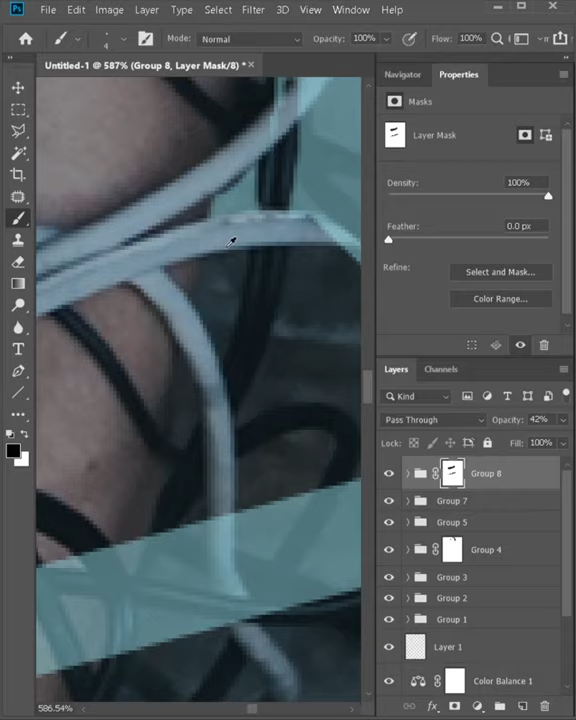 Ps File Edit Image Layer Type Select Filter 3D View Window Help
4 Mode: Normal Opacity: 100% Flow: 100%
Untitled-1 @ 587% (Group 8, Layer Mask/8) *
Navigator Properties
Masks
Layer Mask
Density: 100%
Feather: 0.0 px
Refine: Select and Mask...
Color Range...
Layers Channels
Kind
Pass Through Opacity: 42%
Lock: Fill: 100%
Group 8
Group 7
Group 5
Group 4
Group 3
Group 2
Group 1
Layer 1
Color Balance 1
586.54%
fx